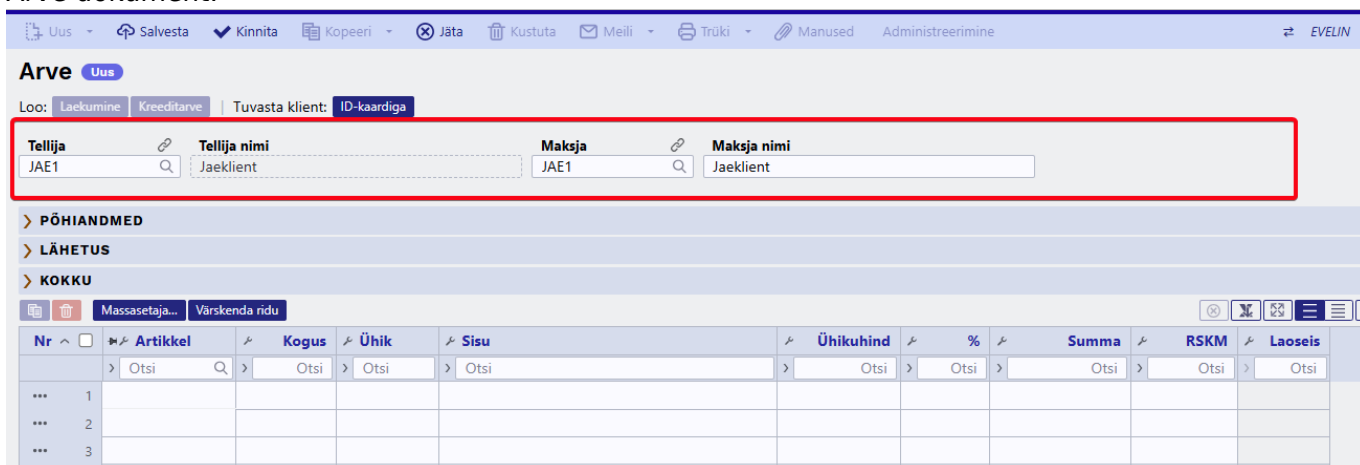 Uus Salvesta Kinnita Kopeeri Jäta Kustuta Meili Trüki Manused Administreerimine EVELIN
Arve Uus
Loo: Laekumine Kreeditarve | Tuvasta klient: ID-kaardiga
Tellija Tellija nimi Maksja Maksja nimi
JAE1 Jaeklient JAE1 Jaeklient
PÕHIANDMED
LÄHETUS
KOKKU
Massasetaja... Värskenda ridu
Nr Artikkel Kogus Ühik Sisu Ühikuhind % Summa RSKM Laoseis
Otsi Otsi Otsi Otsi Otsi Otsi Otsi Otsi Otsi
1
2
3